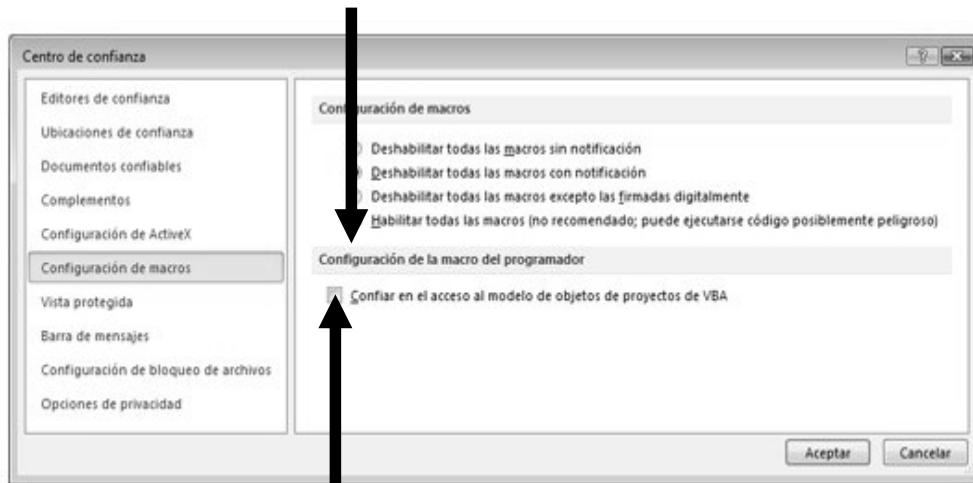 Centro de confianza
Editores de confianza
Ubicaciones de confianza
Documentos confiables
Complementos
Configuración de ActiveX
Configuración de macros
Vista protegida
Barra de mensajes
Configuración de bloqueo de archivos
Opciones de privacidad
Configuración de macros
Deshabilitar todas las macros sin notificación
Deshabilitar todas las macros con notificación
Deshabilitar todas las macros excepto las firmadas digitalmente
Habilitar todas las macros (no recomendado; puede ejecutarse código posiblemente peligroso)
Configuración de la macro del programador
Confiar en el acceso al modelo de objetos de proyectos de VBA
Aceptar
Cancelar